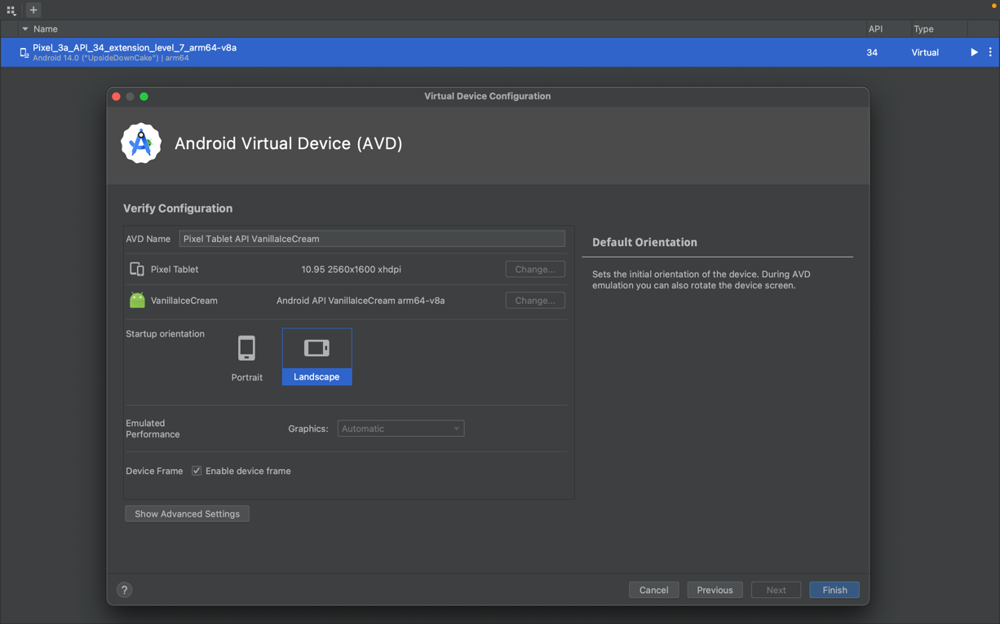 Name
API
Type
Pixel_3a_API_34_extension_level_7_arm64-v8a
34
Virtual
Android 14.0 ("UpsideDownCake") | arm64
Virtual Device Configuration
Android Virtual Device (AVD)
Verify Configuration
AVD Name
Pixel Tablet API VanillaIceCream
Pixel Tablet
10.95 2560x1600 xhdpi
Change...
VanillaIceCream
Android API VanillaIceCream arm64-v8a
Change...
Startup orientation
Portrait
Landscape
Emulated
Performance
Graphics:
Automatic
Device Frame
Enable device frame
Show Advanced Settings
Default Orientation
Sets the initial orientation of the device. During AVD
emulation you can also rotate the device screen.
?
Cancel
Previous
Next
Finish